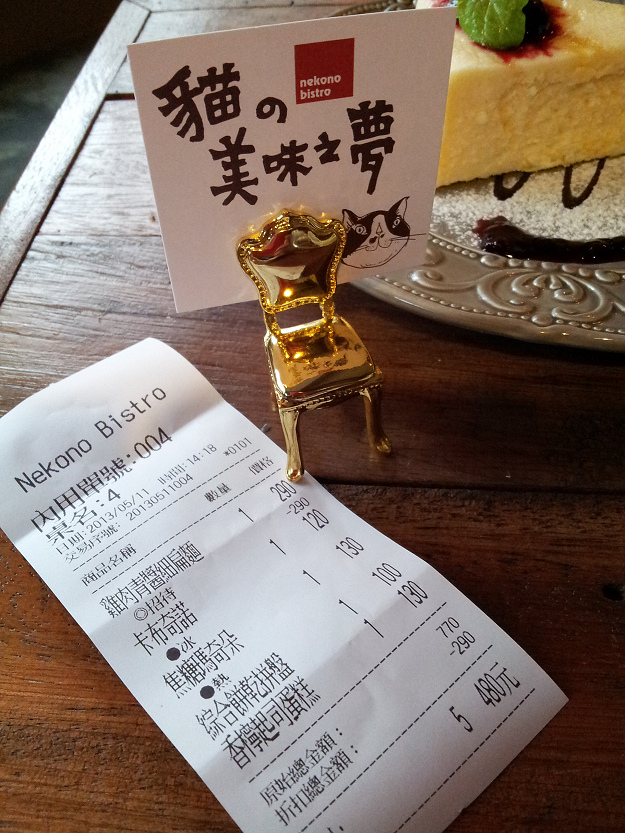 nekono
bistro
貓の
美味之夢
Nekono Bistro
內用單號:004
桌名:4
日期:2013/05/11 時間:14:18
交易序號: 20130511004 *0101
商品名稱 數量 價格
雞肉青醬細扁麵 1 290
◎招待 -290
卡布奇諾 1 120
●ok
焦糖瑪奇朵 1 130
●熱
綜合餅乾拼盤 1 100
香檸起司蛋糕 1 130
原始總金額: 770
折扣總金額: -290
5 480元